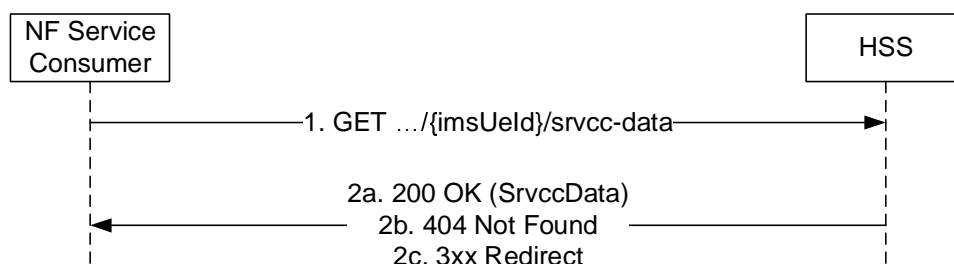 NF Service
Consumer
HSS
1. GET …/{imsUeId}/srvcc-data
2a. 200 OK (SrvccData)
2b. 404 Not Found
2c. 3xx Redirect